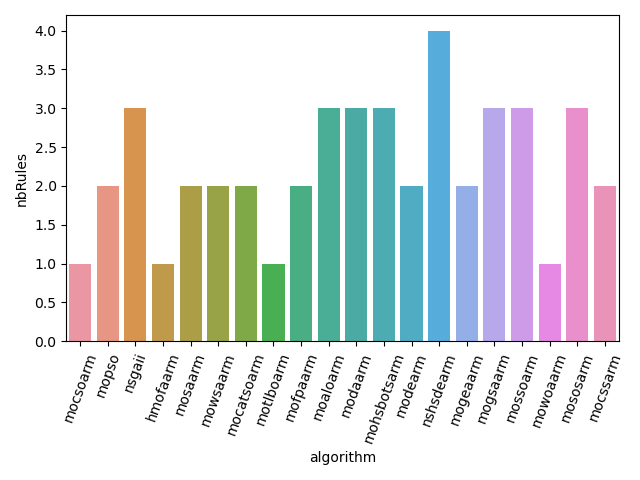 4.0
3.5
3.0
2.5
2.0
1.5
1.0
0.5
0.0
nbRules
mocsoarm
mopso
nsgaii
hmofaarm
mosaarm
mowsaarm
mocatsoarm
motlboarm
mofpaarm
moaloarm
modaarm
mohsbotsarm
modearm
nshsdearm
mogeaarm
mogsaarm
mossoarm
mowoaarm
mososarm
mocssarm
algorithm